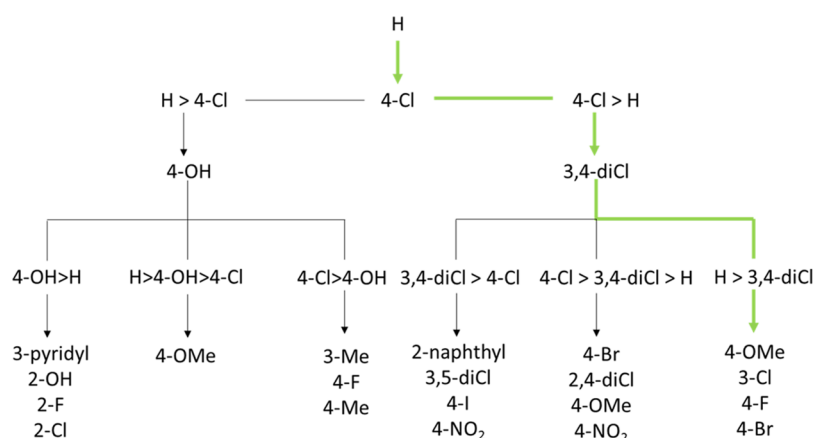 H
H > 4-Cl 4-Cl 4-Cl > H
4-OH 3,4-diCl
4-OH>H H>4-OH>4-Cl 4-Cl>4-OH 3,4-diCl > 4-Cl 4-Cl > 3,4-diCl > H H > 3,4-diCl
3-pyridyl 4-OMe 3-Me 2-naphthyl 4-Br 4-OMe
2-OH 4-F 3,5-diCl 2,4-diCl 3-Cl
2-F 4-Me 4-I 4-OMe 4-F
2-Cl 4-NO₂ 4-NO₂ 4-Br